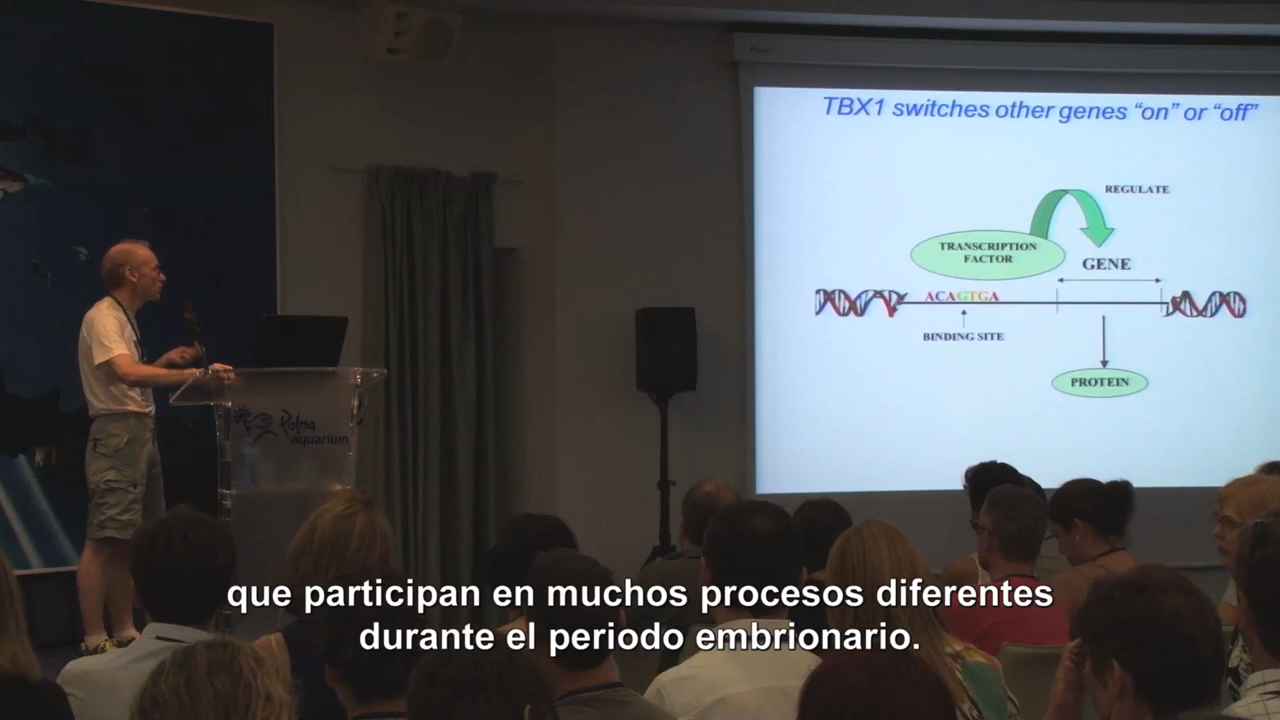 TBX1 switches other genes “on” or “off”
REGULATE
TRANSCRIPTION
FACTOR
GENE
ACAGTGA
BINDING SITE
PROTEIN
Palma
aquarium
que participan en muchos procesos diferentes
durante el periodo embrionario.